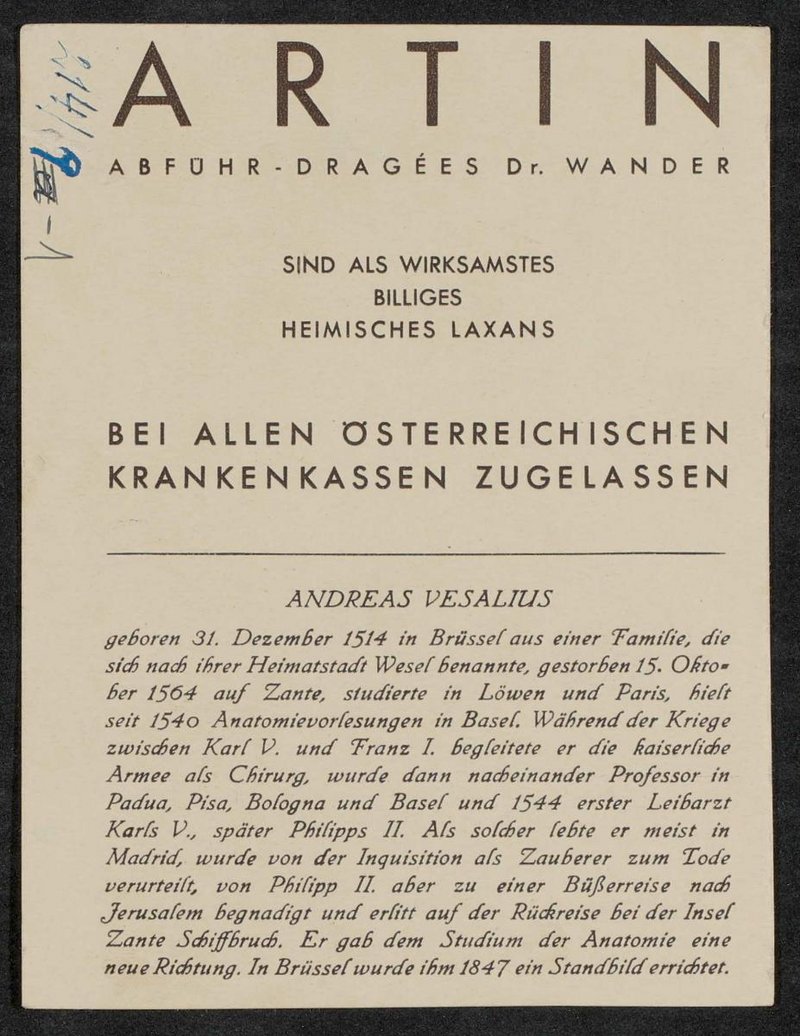 ARTIN
ABFÜHR-DRAGÉES Dr. WANDER
SIND ALS WIRKSAMSTES
BILLIGES
HEIMISCHES LAXANS
BEI ALLEN ÖSTERREICHISCHEN
KRANKENKASSEN ZUGELASSEN
ANDREAS VESALIUS
geboren 31. Dezember 1514 in Brüssel aus einer Familie, die
sich nach ihrer Heimatstadt Wesel benannte, gestorben 15. Okto-
ber 1564 auf Zante, studierte in Löwen und Paris, hielt
seit 1540 Anatomievorlesungen in Basel. Während der Kriege
zwischen Karl V. und Franz I. begleitete er die kaiserliche
Armee als Chirurg, wurde dann nacheinander Professor in
Padua, Pisa, Bologna und Basel und 1544 erster Leibarzt
Karls V., später Philipps II. Als solcher lebte er meist in
Madrid, wurde von der Inquisition als Zauberer zum Tode
verurteilt, von Philipp II. aber zu einer Büßerreise nach
Jerusalem begnadigt und erlitt auf der Rückreise bei der Insel
Zante Schiffbruch. Er gab dem Studium der Anatomie eine
neue Richtung. In Brüssel wurde ihm 1847 ein Standbild errichtet.